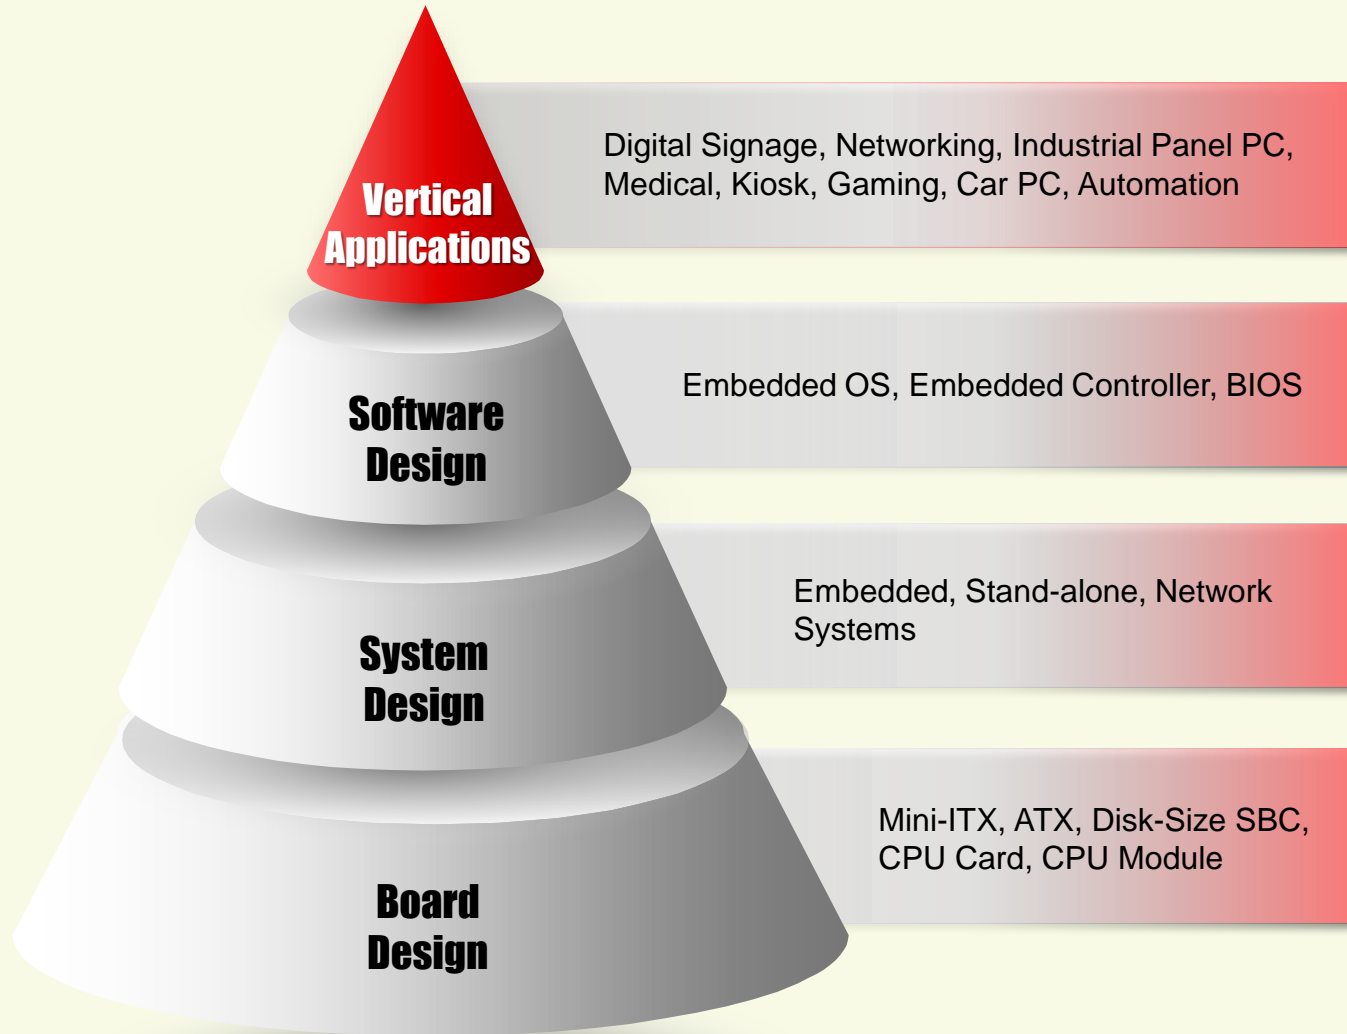 Vertical
Applications
Digital Signage, Networking, Industrial Panel PC,
Medical, Kiosk, Gaming, Car PC, Automation
Software
Design
Embedded OS, Embedded Controller, BIOS
System
Design
Embedded, Stand-alone, Network
Systems
Board
Design
Mini-ITX, ATX, Disk-Size SBC,
CPU Card, CPU Module